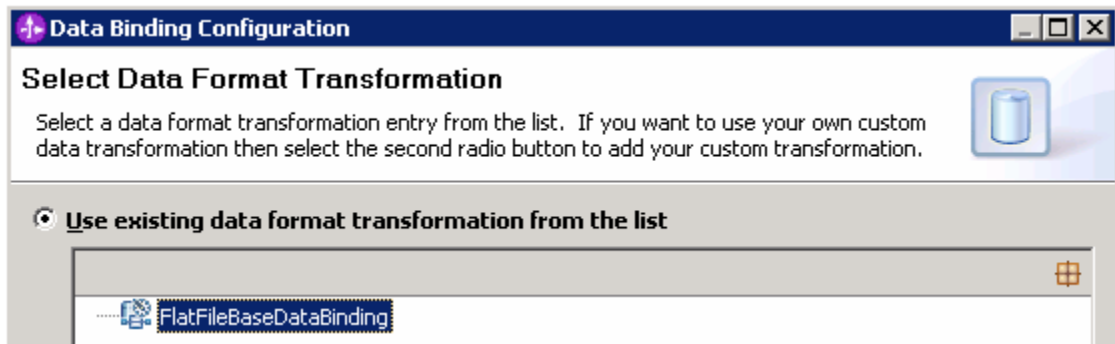 Data Binding Configuration
Select Data Format Transformation
Select a data format transformation entry from the list. If you want to use your own custom
data transformation then select the second radio button to add your custom transformation.
Use existing data format transformation from the list
FlatFileBaseDataBinding